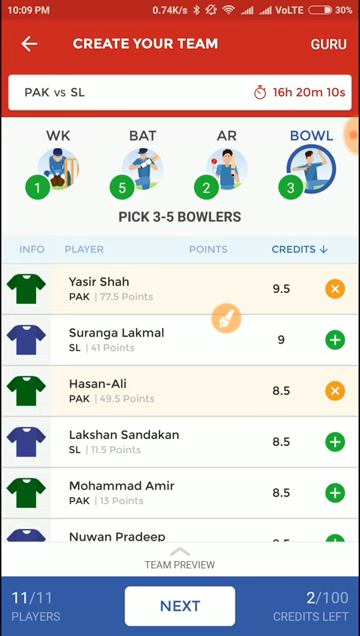 10:09 PM 0.74K/s VoLTE 30%
CREATE YOUR TEAM GURU
PAK vs SL 16h 20m 10s
WK BAT AR BOWL
1 5 2 3
PICK 3-5 BOWLERS
INFO PLAYER POINTS CREDITS ↓
Yasir Shah
PAK | 77.5 Points 9.5
Suranga Lakmal
SL | 41 Points 9
Hasan-Ali
PAK | 49.5 Points 8.5
Lakshan Sandakan
SL | 11.5 Points 8.5
Mohammad Amir
PAK | 13 Points 8.5
Nuwan Pradeep
TEAM PREVIEW
11/11 2/100
PLAYERS NEXT CREDITS LEFT